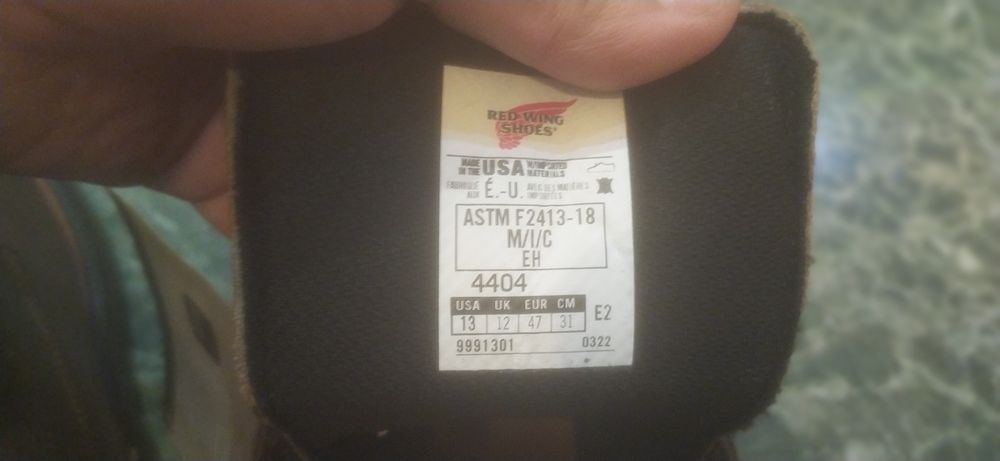 RED WING
SHOES®
MADE IN THE USA W/IMPORTED MATERIALS
FABRIQUÉ AUX É.-U. AVEC DES MATIÈRES IMPORTÉES
ASTM F2413-18
M/I/C
EH
4404
USA UK EUR CM
13 12 47 31 E2
9991301 0322